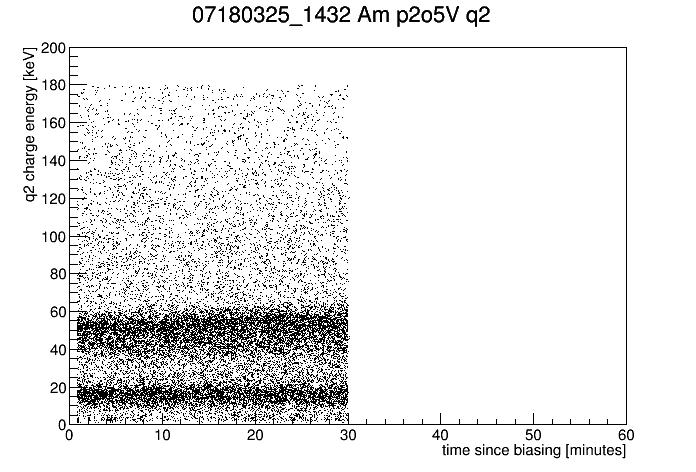 07180325_1432 Am p2o5V q2
q2 charge energy [keV]
200
180
160
140
120
100
80
60
40
20
0
0 10 20 30 40 50 60
time since biasing [minutes]